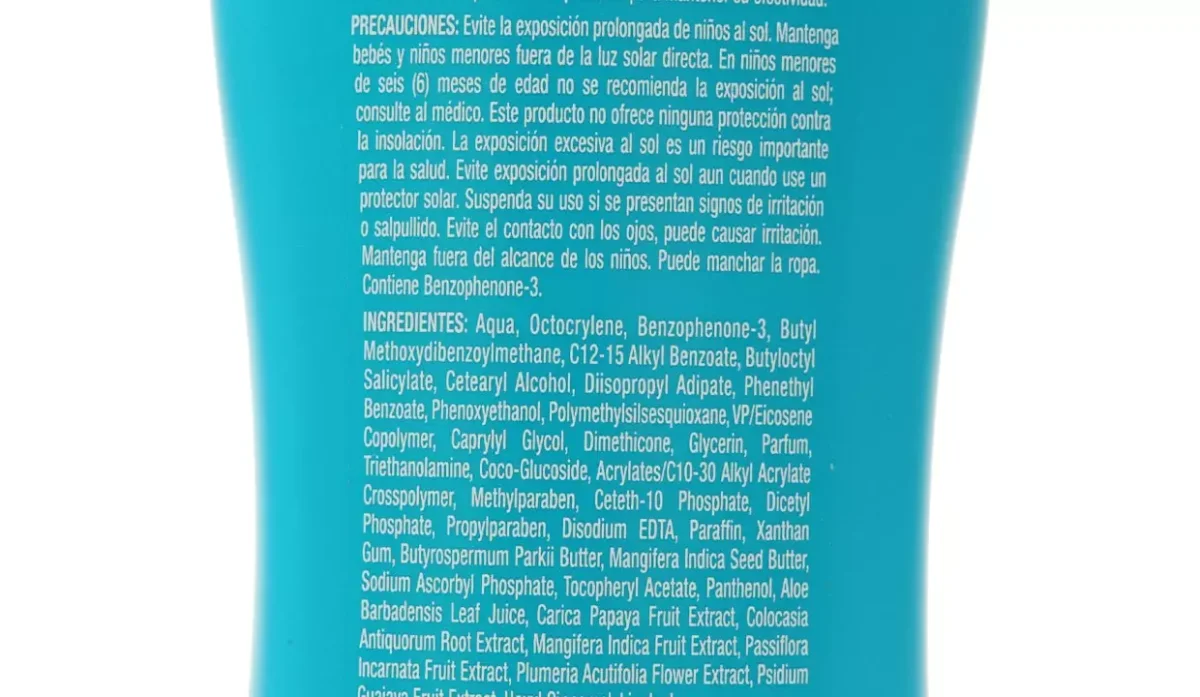 para mantener su efectividad.
PRECAUCIONES: Evite la exposición prolongada de niños al sol. Mantenga
bebés y niños menores fuera de la luz solar directa. En niños menores
de seis (6) meses de edad no se recomienda la exposición al sol;
consulte al médico. Este producto no ofrece ninguna protección contra
la insolación. La exposición excesiva al sol es un riesgo importante
para la salud. Evite exposición prolongada al sol aun cuando use un
protector solar. Suspenda su uso si se presentan signos de irritación
o salpullido. Evite el contacto con los ojos, puede causar irritación.
Mantenga fuera del alcance de los niños. Puede manchar la ropa.
Contiene Benzophenone-3.
INGREDIENTES: Aqua, Octocrylene, Benzophenone-3, Butyl
Methoxydibenzoylmethane, C12-15 Alkyl Benzoate, Butyloctyl
Salicylate, Cetearyl Alcohol, Diisopropyl Adipate, Phenethyl
Benzoate, Phenoxyethanol, Polymethylsilsesquioxane, VP/Eicosene
Copolymer, Caprylyl Glycol, Dimethicone, Glycerin, Parfum,
Triethanolamine, Coco-Glucoside, Acrylates/C10-30 Alkyl Acrylate
Crosspolymer, Methylparaben, Ceteth-10 Phosphate, Dicetyl
Phosphate, Propylparaben, Disodium EDTA, Paraffin, Xanthan
Gum, Butyrospermum Parkii Butter, Mangifera Indica Seed Butter,
Sodium Ascorbyl Phosphate, Tocopheryl Acetate, Panthenol, Aloe
Barbadensis Leaf Juice, Carica Papaya Fruit Extract, Colocasia
Antiquorum Root Extract, Mangifera Indica Fruit Extract, Passiflora
Incarnata Fruit Extract, Plumeria Acutifolia Flower Extract, Psidium
Guajava Fruit Extract,